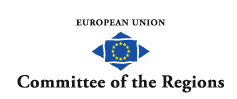 EUROPEAN UNION
Committee of the Regions